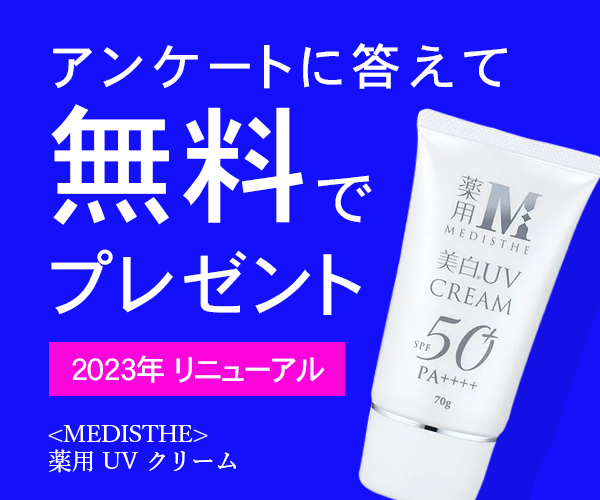 アンケートに答えて
無料で
プレゼント
2023年 リニューアル
<MEDISTHE>
薬用 UV クリーム
薬用 M
MEDISTHE
美白UV
CREAM
SPF 50+
PA++++
70g